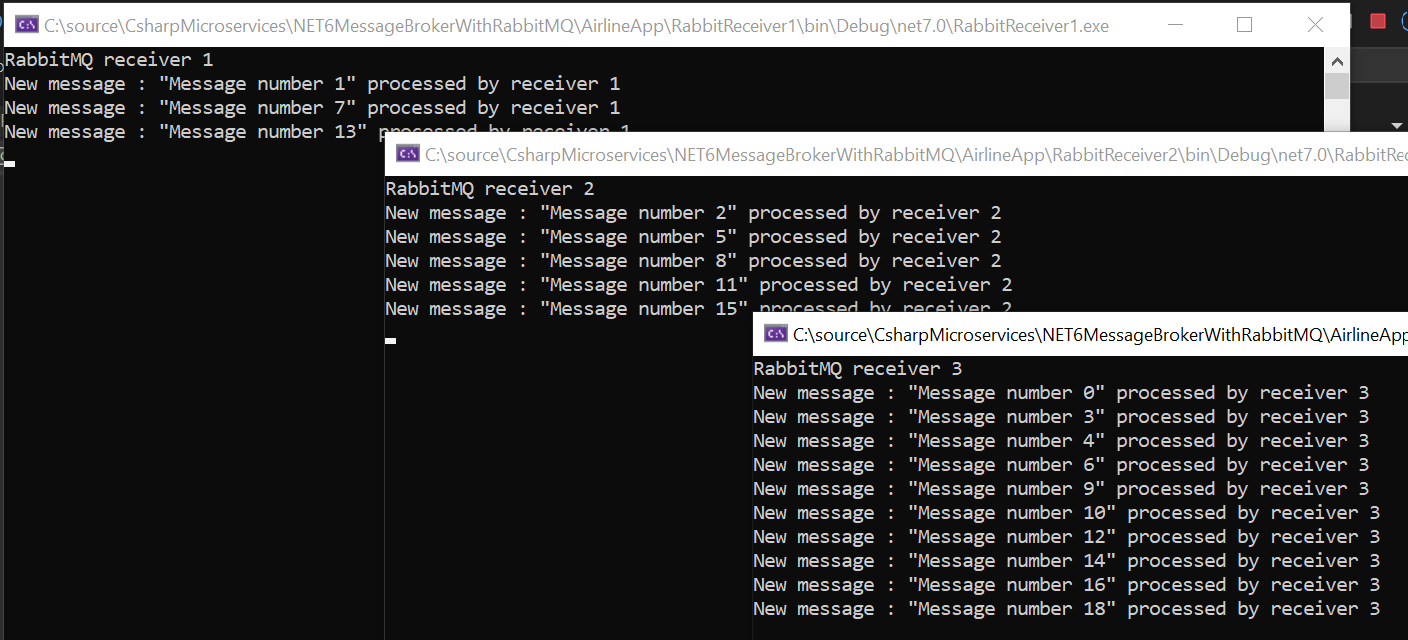 C:\source\CsharpMicroservices\NET6MessageBrokerWithRabbitMQ\AirlineApp\RabbitReceiver1\bin\Debug\net7.0\RabbitReceiver1.exe
RabbitMQ receiver 1
New message : "Message number 1" processed by receiver 1
New message : "Message number 7" processed by receiver 1
New message : "Message number 13" processed by receiver 1
C:\source\CsharpMicroservices\NET6MessageBrokerWithRabbitMQ\AirlineApp\RabbitReceiver2\bin\Debug\net7.0\RabbitRec
RabbitMQ receiver 2
New message : "Message number 2" processed by receiver 2
New message : "Message number 5" processed by receiver 2
New message : "Message number 8" processed by receiver 2
New message : "Message number 11" processed by receiver 2
New message : "Message number 15" processed by receiver 2
C:\source\CsharpMicroservices\NET6MessageBrokerWithRabbitMQ\AirlineApp
RabbitMQ receiver 3
New message : "Message number 0" processed by receiver 3
New message : "Message number 3" processed by receiver 3
New message : "Message number 4" processed by receiver 3
New message : "Message number 6" processed by receiver 3
New message : "Message number 9" processed by receiver 3
New message : "Message number 10" processed by receiver 3
New message : "Message number 12" processed by receiver 3
New message : "Message number 14" processed by receiver 3
New message : "Message number 16" processed by receiver 3
New message : "Message number 18" processed by receiver 3